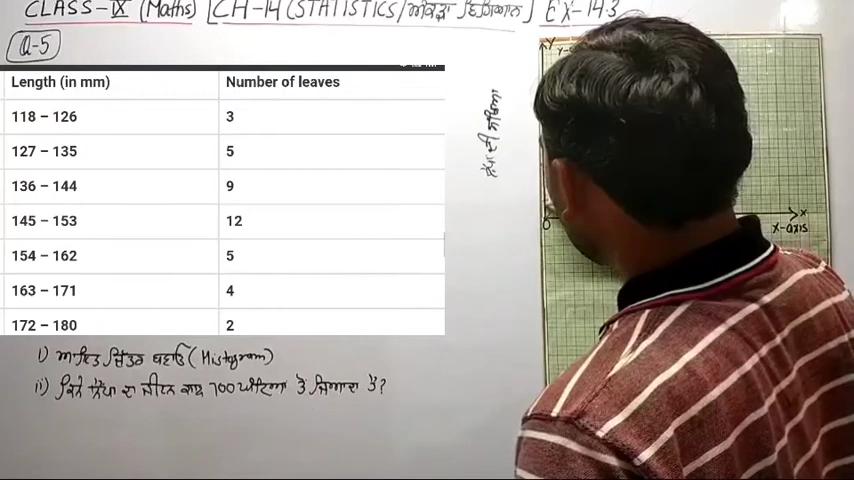 CLASS-IX (Maths) [CH-14 (STATISTICS/ਅੰਕੜਾ ਵਿਗਿਆਨ] EX-14.3
Q-5
Length (in mm) Number of leaves
118 – 126 3
127 – 135 5
136 – 144 9
145 – 153 12
154 – 162 5
163 – 171 4
172 – 180 2
i) ਆਇਤ ਚਿੱਤਰ ਬਣਾਓ (Histogram)
ii) ਕਿੰਨੇ ਲੈਂਪਾਂ ਦਾ ਜੀਵਨ ਕਾਲ 700 ਘੰਟਿਆਂ ਤੋਂ ਜ਼ਿਆਦਾ ਹੈ?
ਲੈਂਪਾਂ ਦੀ ਸੰਖਿਆ
Y
O
X
X-axis